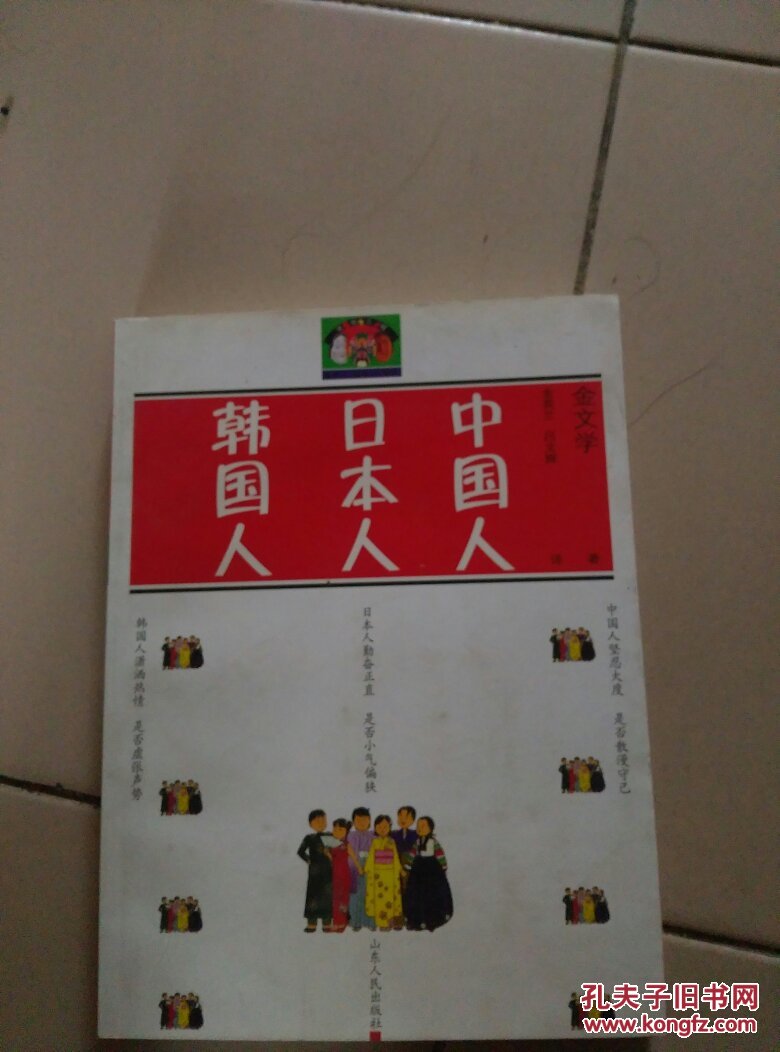 金文学
著
译
中国人
日本人
韩国人
中国人坚忍大度 是否散漫守己
日本人勤奋正直 是否小气偏狭
韩国人潇洒热情 是否虚张声势
山东人民出版社
孔夫子旧书网
www.kongfz.com